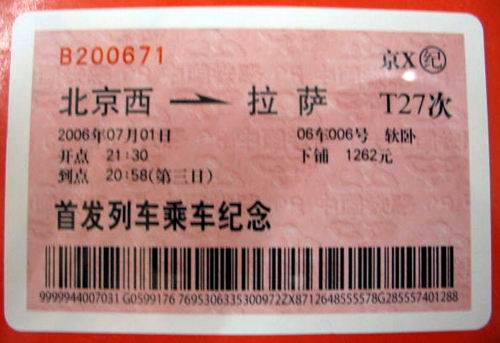 B200671 京X 纪
北京西 → 拉萨 T27次
2006年07月01日 06车006号 软卧
开点 21:30 下铺 1262元
到点 20:58(第三日)
首发列车乘车纪念
9999944007031 G0599176 7695306335300972ZX8712648555578G285557401288